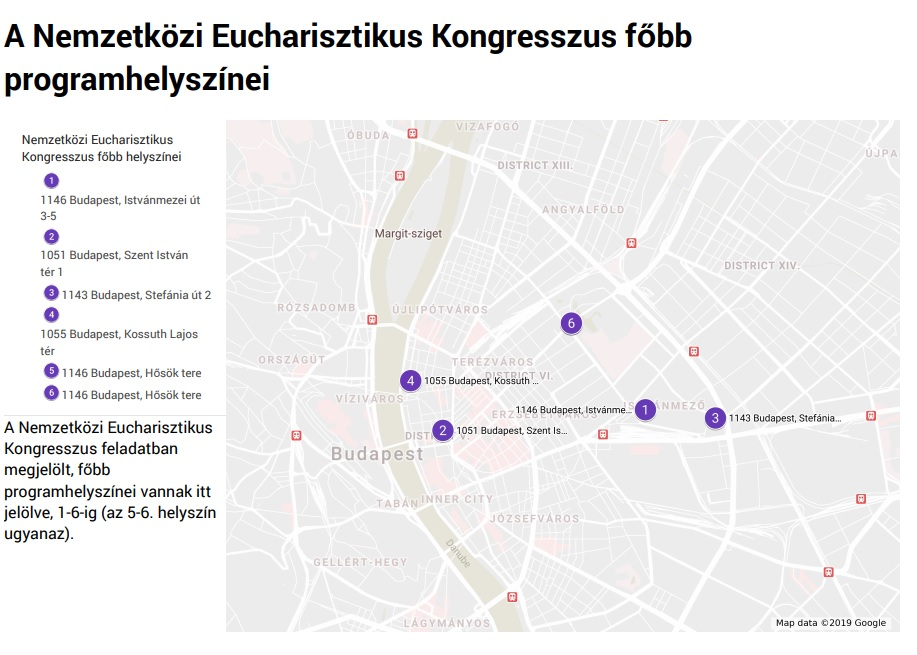 A Nemzetközi Eucharisztikus Kongresszus főbb
programhelyszínei
Nemzetközi Eucharisztikus
Kongresszus főbb helyszínei
1
1146 Budapest, Istvánmezei út
3-5
2
1051 Budapest, Szent István
tér 1
3 1143 Budapest, Stefánia út 2
4
1055 Budapest, Kossuth Lajos
tér
5 1146 Budapest, Hősök tere
6 1146 Budapest, Hősök tere
A Nemzetközi Eucharisztikus
Kongresszus feladatban
megjelölt, főbb
programhelyszínei vannak itt
jelölve, 1-6-ig (az 5-6. helyszín
ugyanaz).
VIZAFOGÓ
ÓBUDA
DISTRICT XIII.
ÚJPA
ANGYALFÖLD
Margit-sziget
DISTRICT XIV.
RÓZSADOMB
ÚJLIPÓTVÁROS
6
ORSZÁGÚT
TERÉZVÁROS
DISTRICT VI.
4 1055 Budapest, Kossuth ...
VÍZIVÁROS
1146 Budapest, Istvánme... 1
ISTVÁNMEZŐ
ERZSÉBETVÁROS
3 1143 Budapest, Stefánia...
2 1051 Budapest, Szent Is...
DISTRICT V.
Budapest
TABÁN
INNER CITY
JÓZSEFVÁROS
Danube
GELLÉRT-HEGY
LÁGYMÁNYOS
Map data ©2019 Google